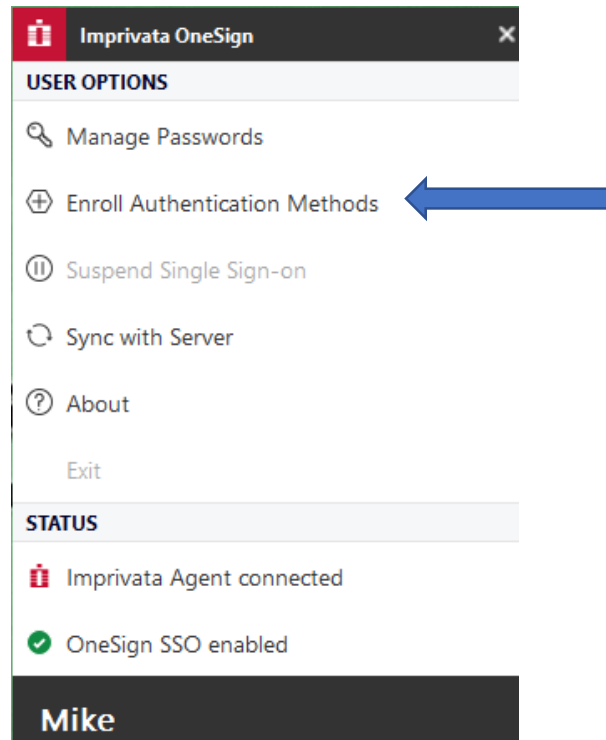 Imprivata OneSign
USER OPTIONS
Manage Passwords
Enroll Authentication Methods
Suspend Single Sign-on
Sync with Server
About
Exit
STATUS
Imprivata Agent connected
OneSign SSO enabled
Mike